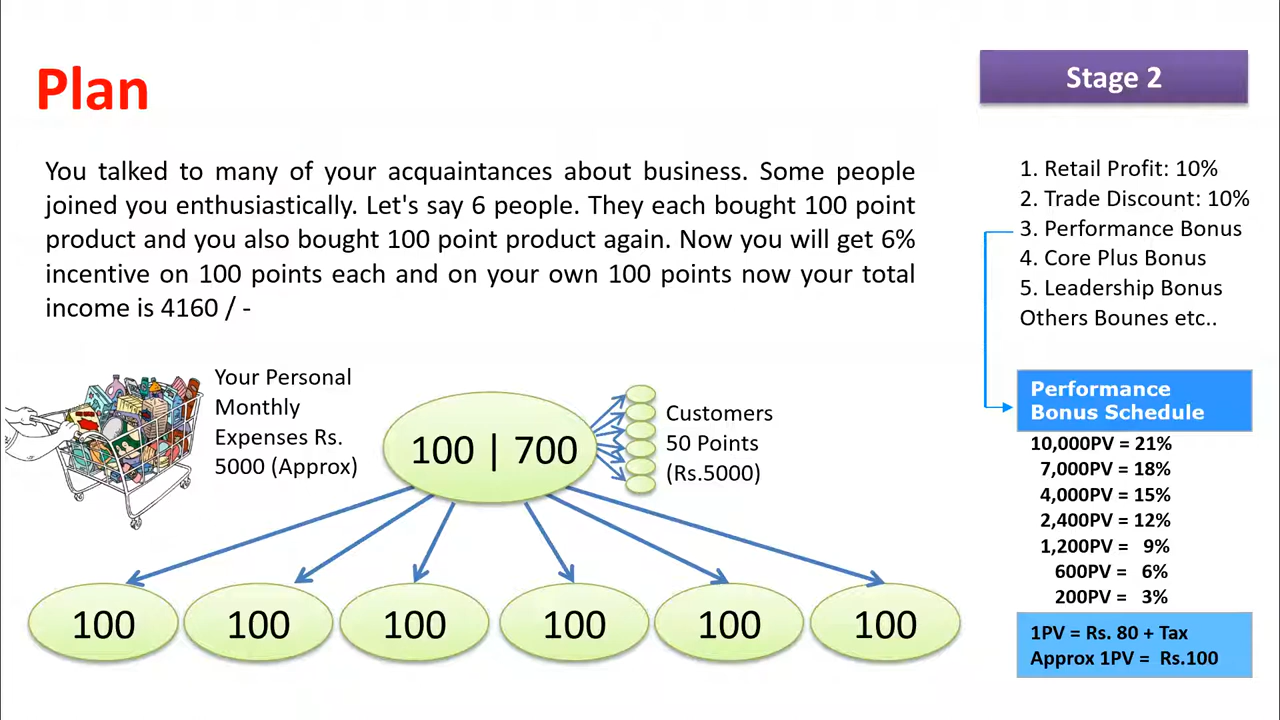 Plan
Stage 2
You talked to many of your acquaintances about business. Some people
joined you enthusiastically. Let's say 6 people. They each bought 100 point
product and you also bought 100 point product again. Now you will get 6%
incentive on 100 points each and on your own 100 points now your total
income is 4160 / -
1. Retail Profit: 10%
2. Trade Discount: 10%
3. Performance Bonus
4. Core Plus Bonus
5. Leadership Bonus
Others Bounes etc..
Your Personal
Monthly
Expenses Rs.
5000 (Approx)
100 | 700
Customers
50 Points
(Rs.5000)
100 100 100 100 100 100
Performance
Bonus Schedule
10,000PV = 21%
7,000PV = 18%
4,000PV = 15%
2,400PV = 12%
1,200PV = 9%
600PV = 6%
200PV = 3%
1PV = Rs. 80 + Tax
Approx 1PV = Rs.100